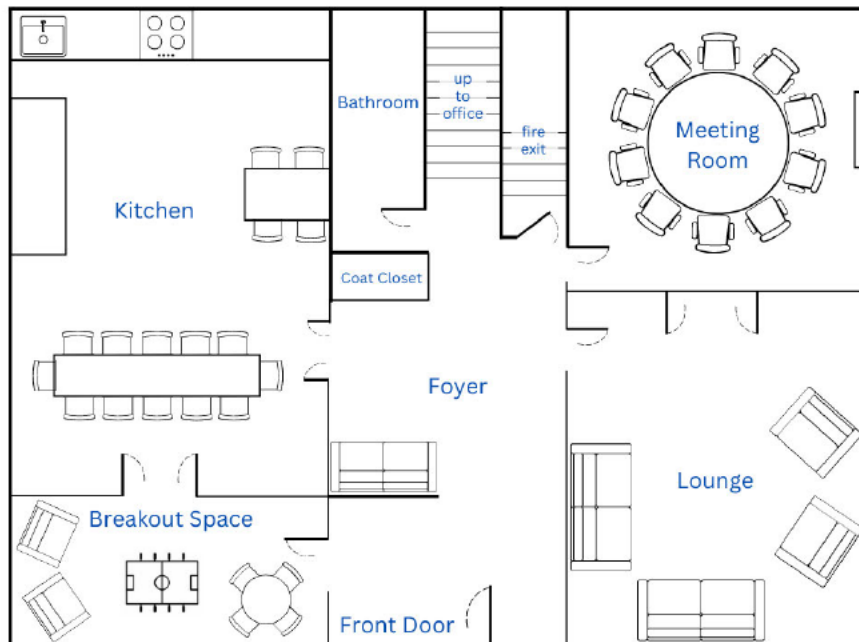 Bathroom
up
to
office
fire
exit
Meeting
Room
Kitchen
Coat Closet
Foyer
Lounge
Breakout Space
Front Door